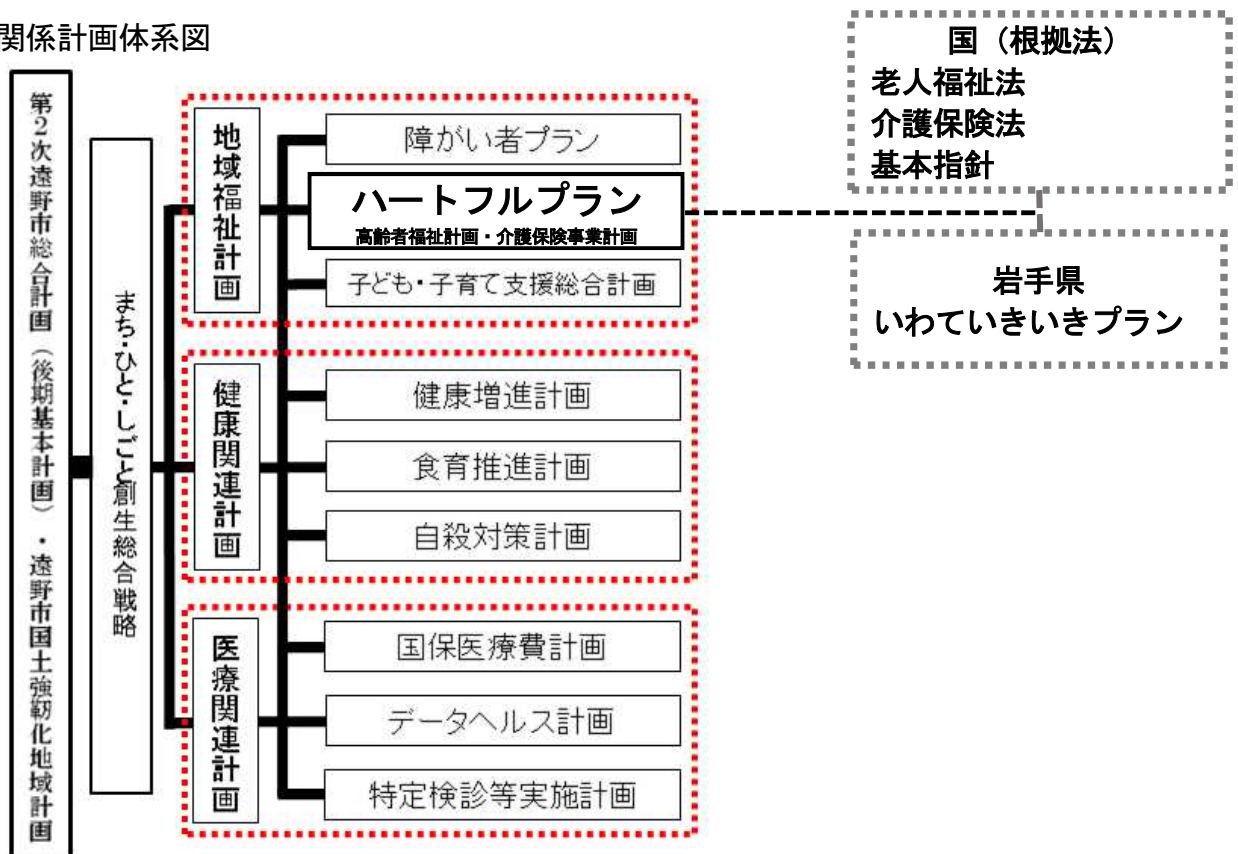 関係計画体系図
第2次遠野市総合計画（後期基本計画）・遠野市国土強靭化地域計画
まち・ひと・しごと創生総合戦略
地域福祉計画
障がい者プラン
ハートフルプラン
高齢者福祉計画・介護保険事業計画
子ども・子育て支援総合計画
健康関連計画
健康増進計画
食育推進計画
自殺対策計画
医療関連計画
国保医療費計画
データヘルス計画
特定検診等実施計画
国（根拠法）
老人福祉法
介護保険法
基本指針
岩手県
いわていきいきプラン